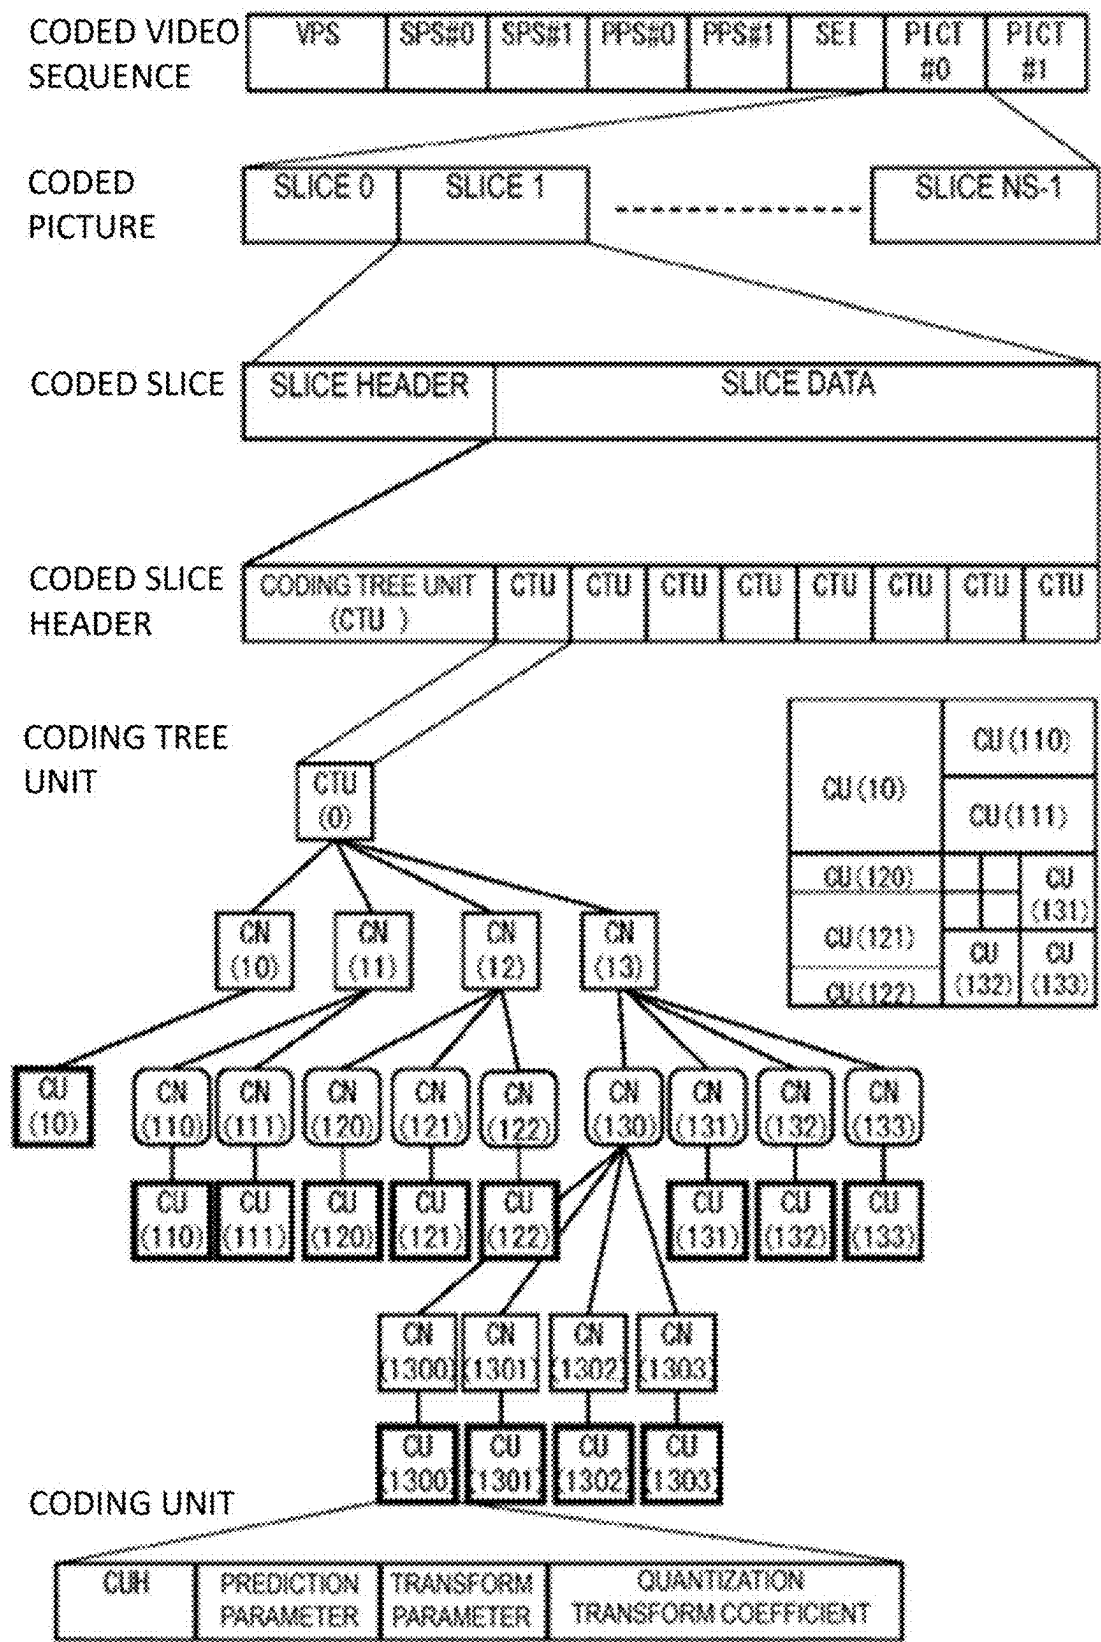 CODED VIDEO SEQUENCE
VPS
SPS#0
SPS#1
PPS#0
PPS#1
SEI
PICT #0
PICT #1
CODED PICTURE
SLICE 0
SLICE 1
SLICE NS-1
CODED SLICE
SLICE HEADER
SLICE DATA
CODED SLICE HEADER
CODING TREE UNIT (CTU )
CTU
CTU
CTU
CTU
CTU
CTU
CTU
CTU
CODING TREE UNIT
CTU (0)
CU(10)
CU(110)
CU(111)
CU(120)
CU(121)
CU(122)
CU (131)
CU (132)
CU (133)
CN (10)
CN (11)
CN (12)
CN (13)
CU (10)
CN (110)
CN (111)
CN (120)
CN (121)
CN (122)
CN (130)
CN (131)
CN (132)
CN (133)
CU (110)
CU (111)
CU (120)
CU (121)
CU (122)
CU (131)
CU (132)
CU (133)
CN (1300)
CN (1301)
CN (1302)
CN (1303)
CU (1300)
CU (1301)
CU (1302)
CU (1303)
CODING UNIT
CUH
PREDICTION PARAMETER
TRANSFORM PARAMETER
QUANTIZATION TRANSFORM COEFFICIENT